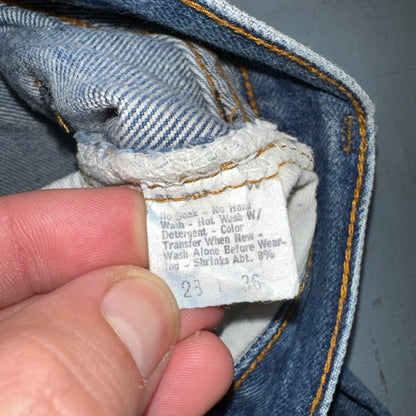 No Soak - No Hand
Wash - Hot Wash W/
Detergent - Color
Transfer When New -
Wash Alone Before Wear-
ing - Shrinks Abt. 8%
36